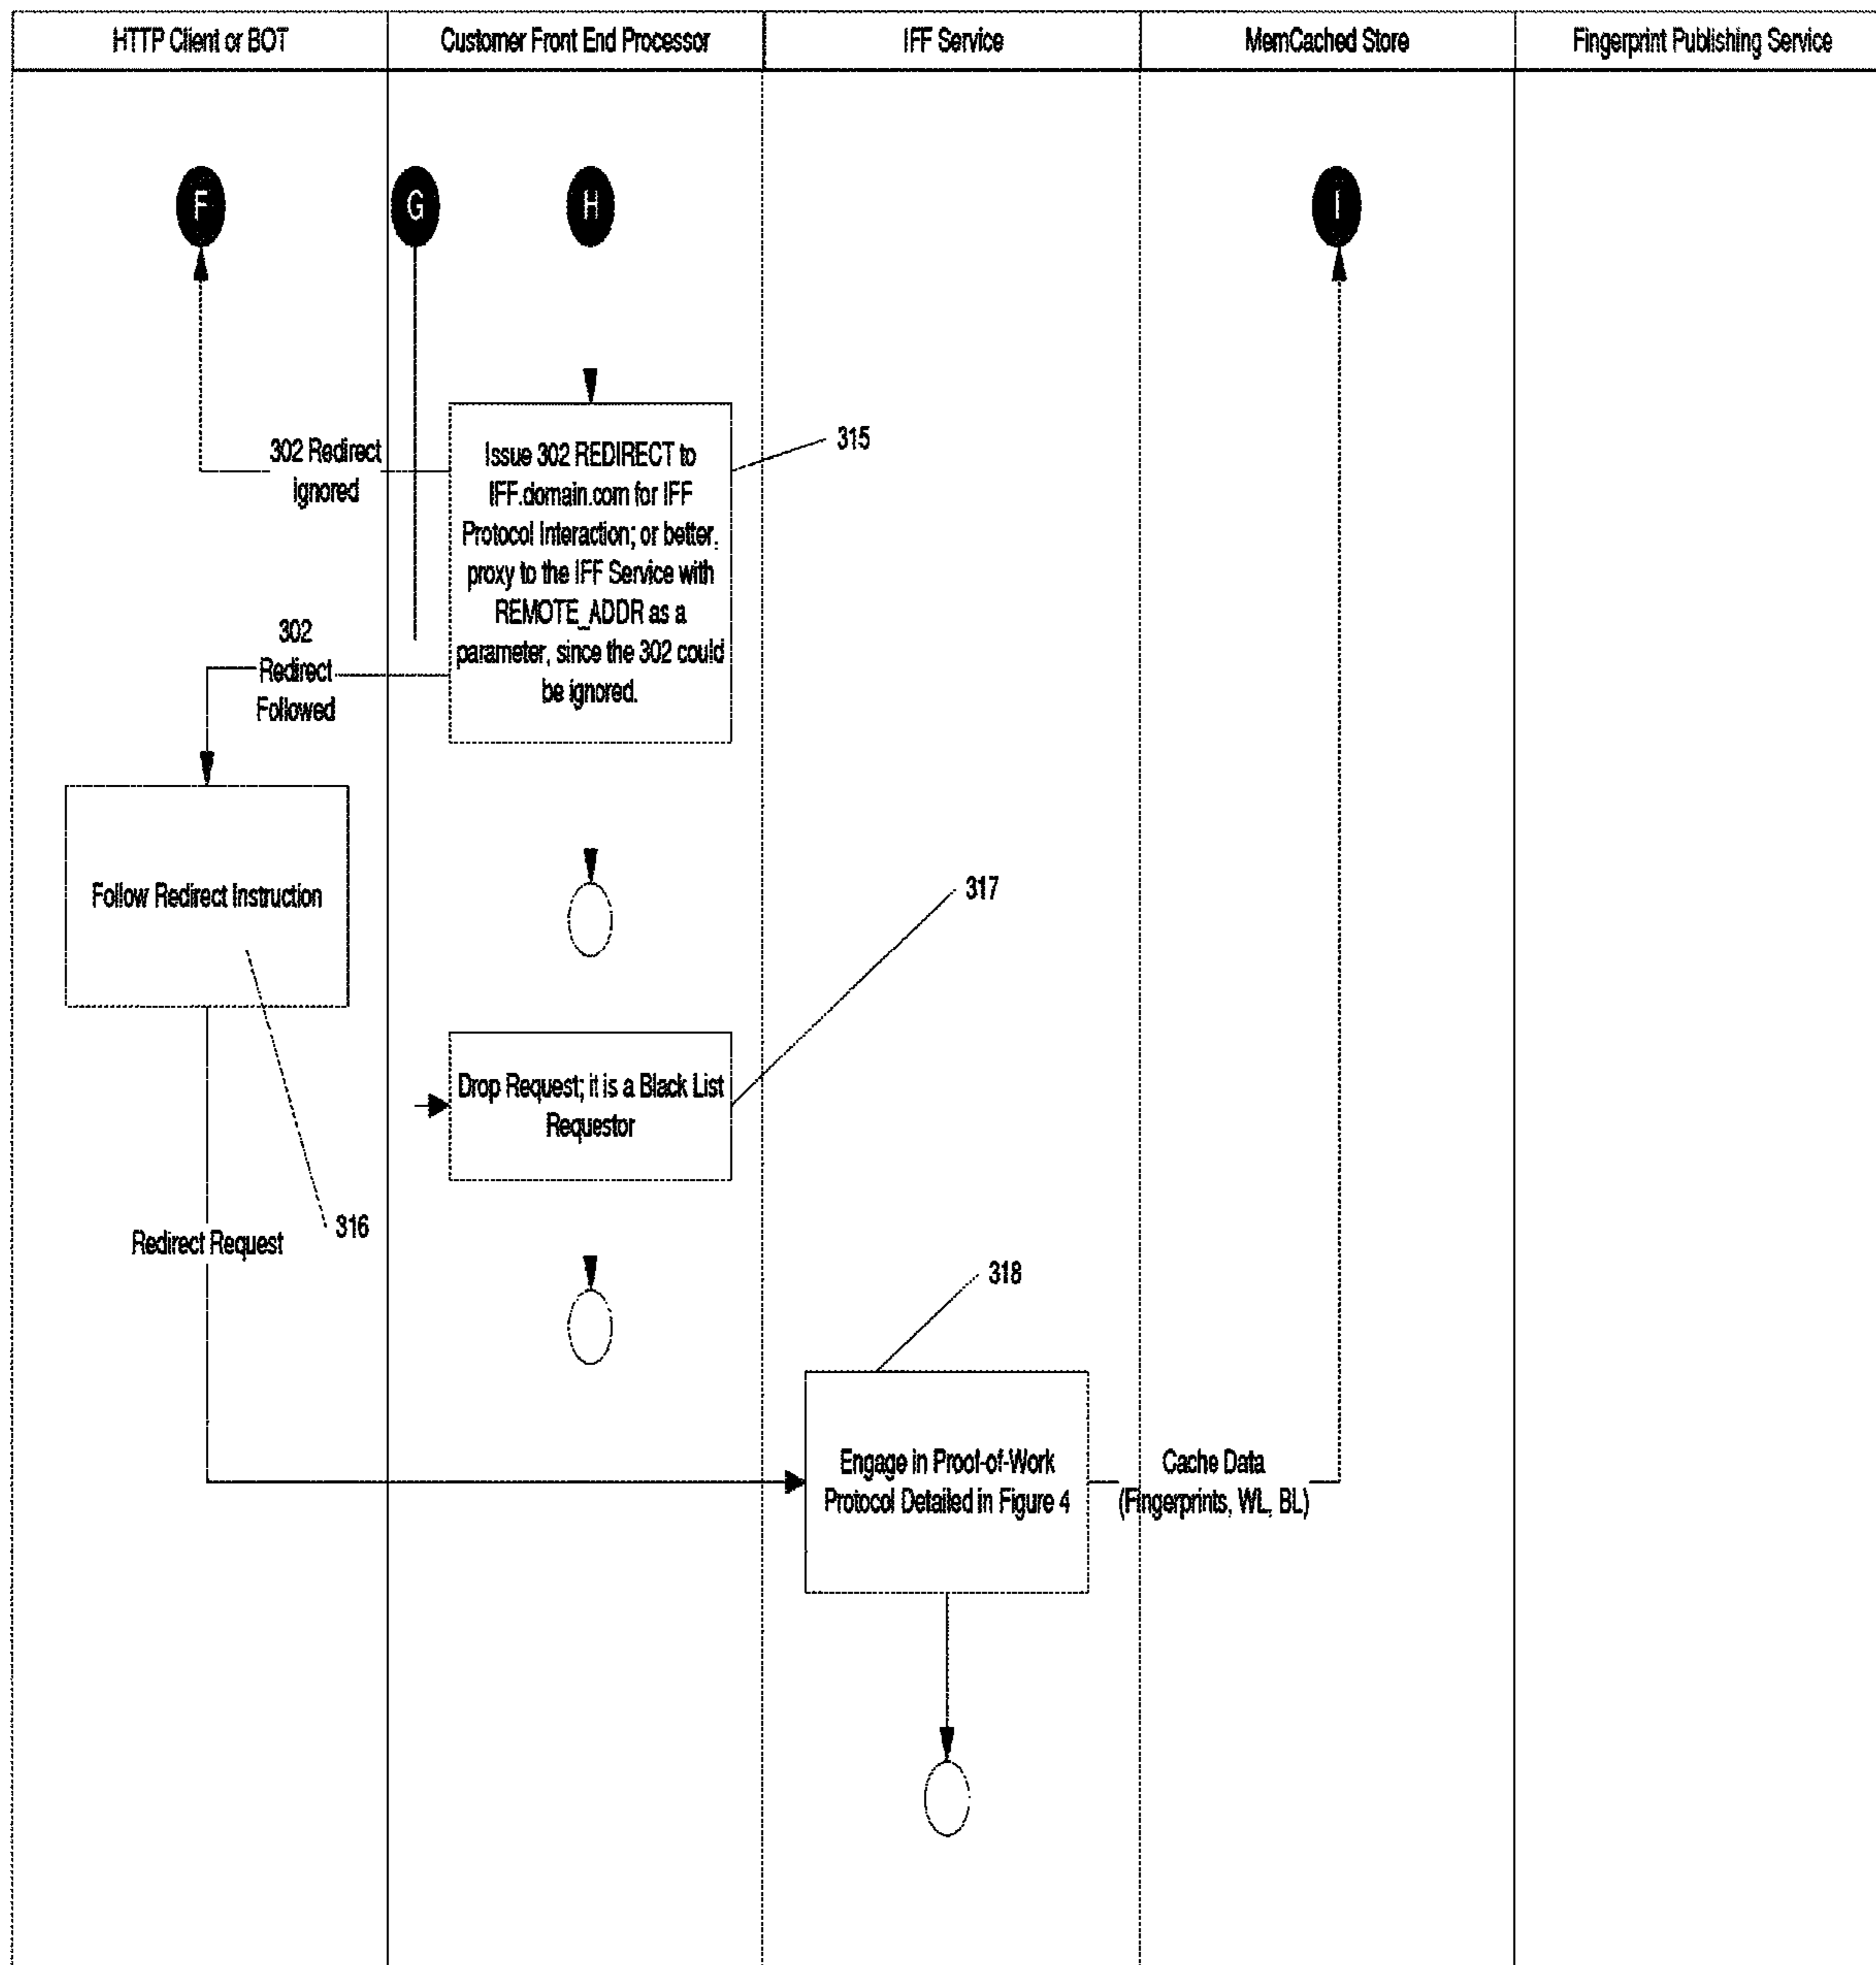 HTTP Client or BOT
Customer Front End Processor
IFF Service
MemCached Store
Fingerprint Publishing Service
F
G
H
I
302 Redirect
Ignored
Issue 302 REDIRECT to
IFF.domain.com for IFF
Protocol Interaction; or better,
proxy to the IFF Service with
REMOTE_ADDR as a
parameter, since the 302 could
be ignored.
315
302
Redirect
Followed
Follow Redirect Instruction
317
Drop Request; it is a Black List
Requestor
316
Redirect Request
318
Engage in Proof-of-Work
Protocol Detailed in Figure 4
Cache Data
(Fingerprints, WL, BL)